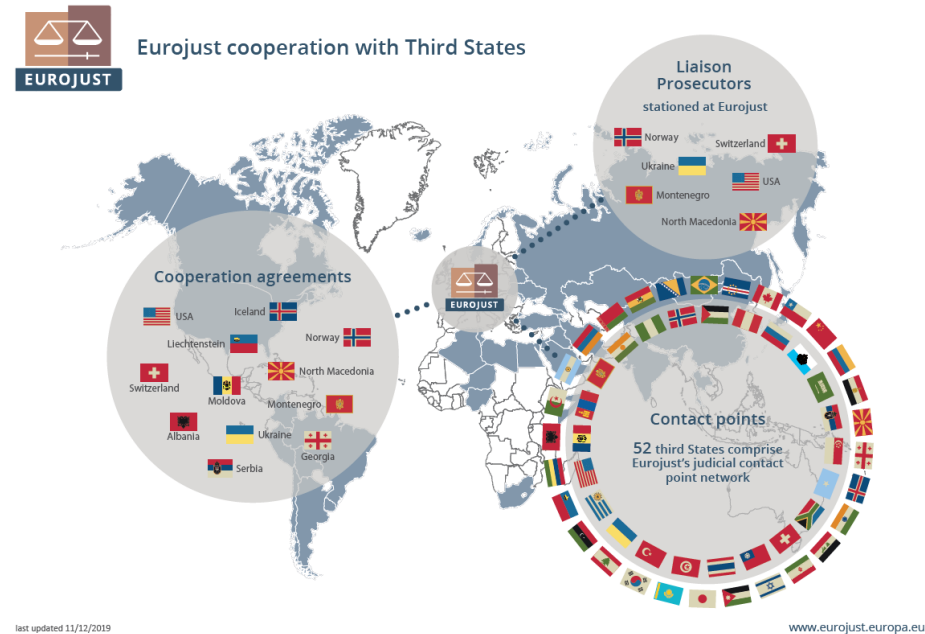 EUROJUST
Eurojust cooperation with Third States
Liaison
Prosecutors
stationed at Eurojust
Norway
Switzerland
Ukraine
USA
Montenegro
North Macedonia
Cooperation agreements
USA
Iceland
Norway
Liechtenstein
North Macedonia
Switzerland
Moldova
Montenegro
Albania
Ukraine
Georgia
Serbia
EUROJUST
Contact points
52 third States comprise
Eurojust's judicial contact
point network
last updated 11/12/2019
www.eurojust.europa.eu